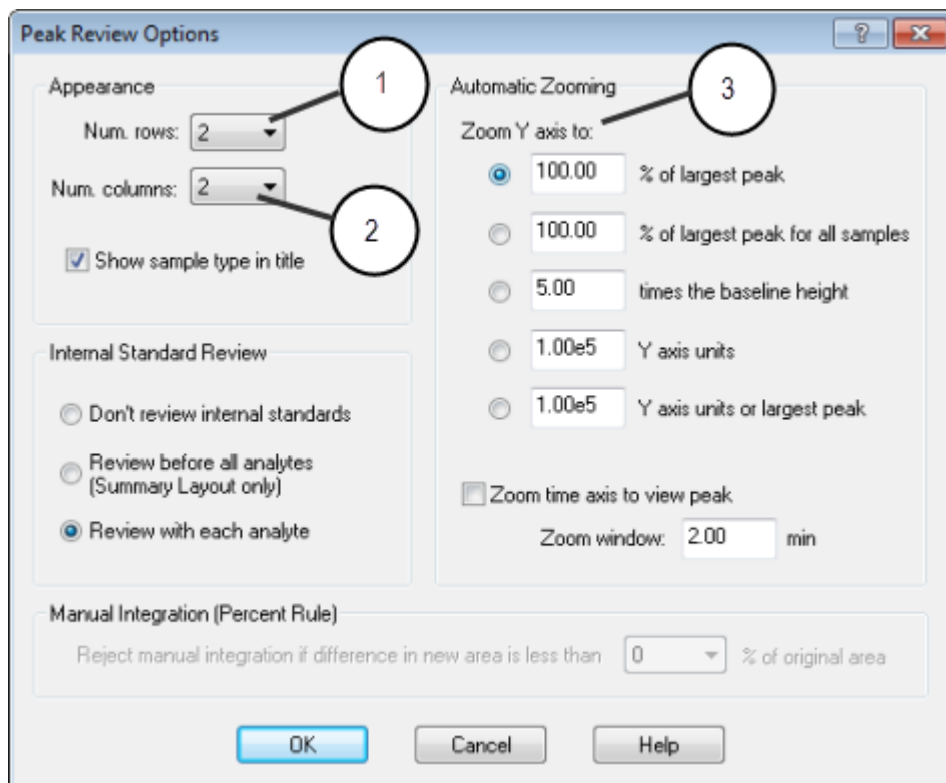 Peak Review Options
Appearance
1
Num. rows: 2
Num. columns: 2
2
Show sample type in title
Internal Standard Review
Don't review internal standards
Review before all analytes
(Summary Layout only)
Review with each analyte
Automatic Zooming
3
Zoom Y axis to:
100.00 % of largest peak
100.00 % of largest peak for all samples
5.00 times the baseline height
1.00e5 Y axis units
1.00e5 Y axis units or largest peak
Zoom time axis to view peak
Zoom window: 2.00 min
Manual Integration (Percent Rule)
Reject manual integration if difference in new area is less than 0 % of original area
OK
Cancel
Help